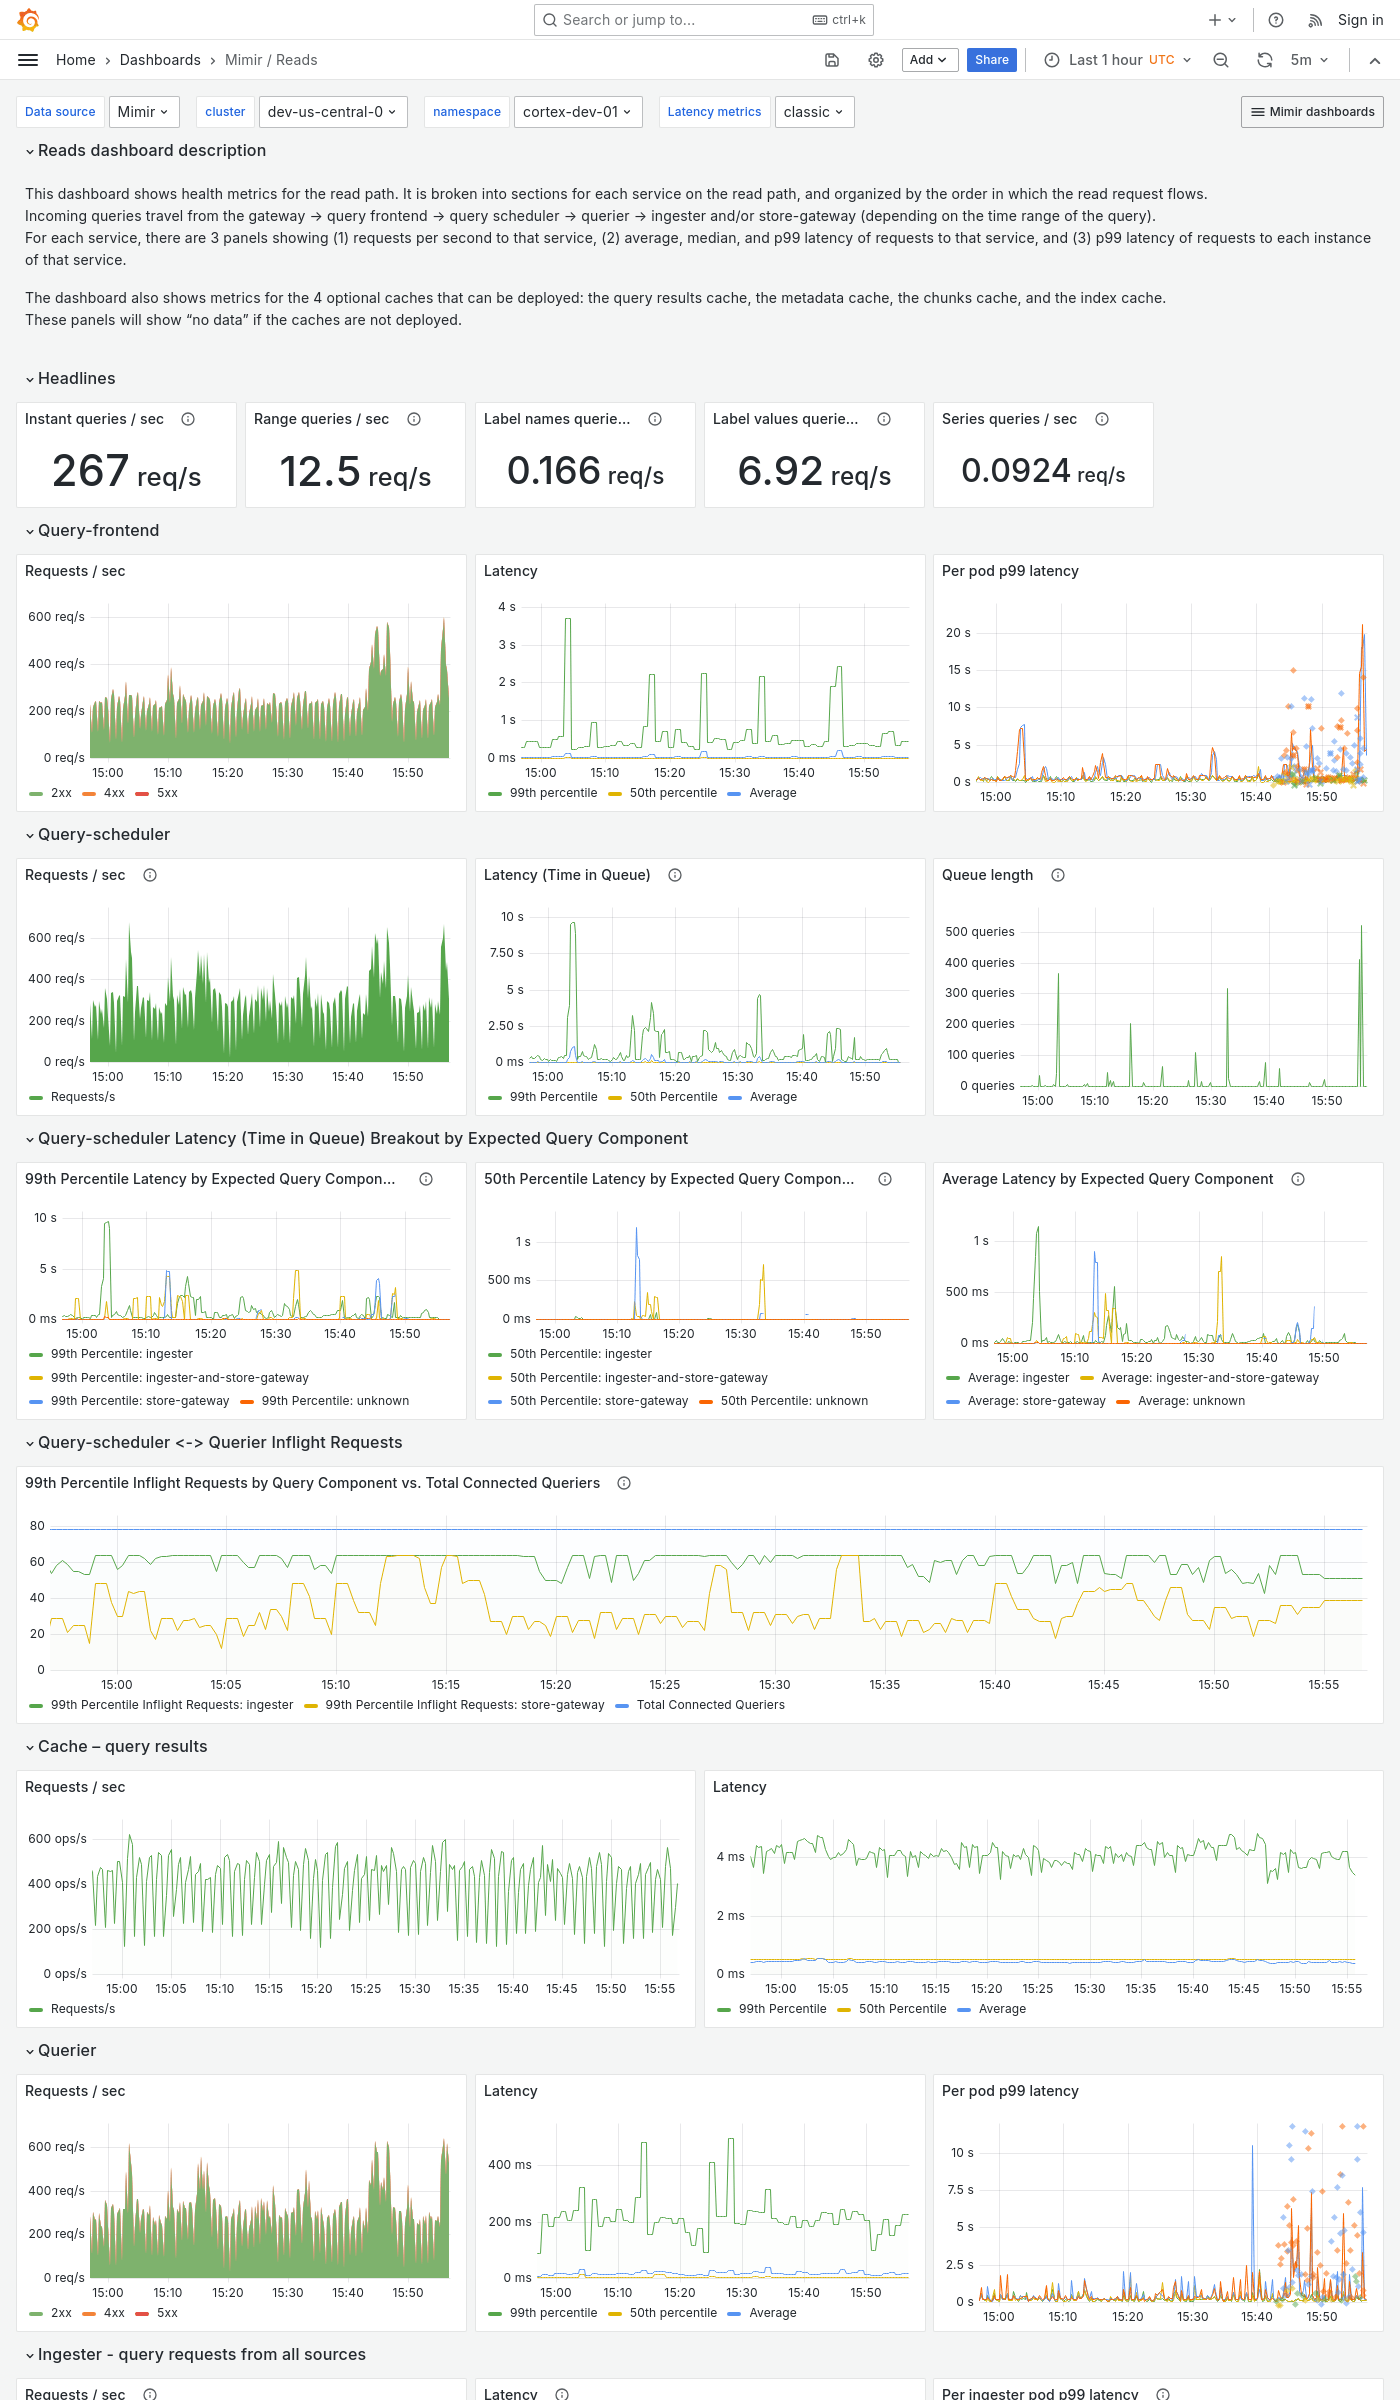 Search or jump to...
ctrl+k
Sign in
Home
Dashboards
Mimir / Reads
Add
Share
Last 1 hour UTC
5m
Data source
Mimir
cluster
dev-us-central-0
namespace
cortex-dev-01
Latency metrics
classic
Mimir dashboards
Reads dashboard description
This dashboard shows health metrics for the read path. It is broken into sections for each service on the read path, and organized by the order in which the read request flows.
Incoming queries travel from the gateway → query frontend → query scheduler → querier → ingester and/or store-gateway (depending on the time range of the query).
For each service, there are 3 panels showing (1) requests per second to that service, (2) average, median, and p99 latency of requests to that service, and (3) p99 latency of requests to each instance
of that service.
The dashboard also shows metrics for the 4 optional caches that can be deployed: the query results cache, the metadata cache, the chunks cache, and the index cache.
These panels will show “no data” if the caches are not deployed.
Headlines
Instant queries / sec
267 req/s
Range queries / sec
12.5 req/s
Label names querie...
0.166 req/s
Label values querie...
6.92 req/s
Series queries / sec
0.0924 req/s
Query-frontend
Requests / sec
600 req/s
400 req/s
200 req/s
0 req/s
15:00 15:10 15:20 15:30 15:40 15:50
2xx 4xx 5xx
Latency
4 s
3 s
2 s
1 s
0 ms
15:00 15:10 15:20 15:30 15:40 15:50
99th percentile 50th percentile Average
Per pod p99 latency
20 s
15 s
10 s
5 s
0 s
15:00 15:10 15:20 15:30 15:40 15:50
Query-scheduler
Requests / sec
600 req/s
400 req/s
200 req/s
0 req/s
15:00 15:10 15:20 15:30 15:40 15:50
Requests/s
Latency (Time in Queue)
10 s
7.50 s
5 s
2.50 s
0 ms
15:00 15:10 15:20 15:30 15:40 15:50
99th Percentile 50th Percentile Average
Queue length
500 queries
400 queries
300 queries
200 queries
100 queries
0 queries
15:00 15:10 15:20 15:30 15:40 15:50
Query-scheduler Latency (Time in Queue) Breakout by Expected Query Component
99th Percentile Latency by Expected Query Compon...
10 s
5 s
0 ms
15:00 15:10 15:20 15:30 15:40 15:50
99th Percentile: ingester
99th Percentile: ingester-and-store-gateway
99th Percentile: store-gateway 99th Percentile: unknown
50th Percentile Latency by Expected Query Compon...
1 s
500 ms
0 ms
15:00 15:10 15:20 15:30 15:40 15:50
50th Percentile: ingester
50th Percentile: ingester-and-store-gateway
50th Percentile: store-gateway 50th Percentile: unknown
Average Latency by Expected Query Component
1 s
500 ms
0 ms
15:00 15:10 15:20 15:30 15:40 15:50
Average: ingester Average: ingester-and-store-gateway
Average: store-gateway Average: unknown
Query-scheduler <-> Querier Inflight Requests
99th Percentile Inflight Requests by Query Component vs. Total Connected Queriers
80
60
40
20
0
15:00 15:05 15:10 15:15 15:20 15:25 15:30 15:35 15:40 15:45 15:50 15:55
99th Percentile Inflight Requests: ingester 99th Percentile Inflight Requests: store-gateway Total Connected Queriers
Cache – query results
Requests / sec
600 ops/s
400 ops/s
200 ops/s
0 ops/s
15:00 15:05 15:10 15:15 15:20 15:25 15:30 15:35 15:40 15:45 15:50 15:55
Requests/s
Latency
4 ms
2 ms
0 ms
15:00 15:05 15:10 15:15 15:20 15:25 15:30 15:35 15:40 15:45 15:50 15:55
99th Percentile 50th Percentile Average
Querier
Requests / sec
600 req/s
400 req/s
200 req/s
0 req/s
15:00 15:10 15:20 15:30 15:40 15:50
2xx 4xx 5xx
Latency
400 ms
200 ms
0 ms
15:00 15:10 15:20 15:30 15:40 15:50
99th percentile 50th percentile Average
Per pod p99 latency
10 s
7.5 s
5 s
2.5 s
0 s
15:00 15:10 15:20 15:30 15:40 15:50
Ingester - query requests from all sources
Requests / sec
Latency
Per ingester pod p99 latency